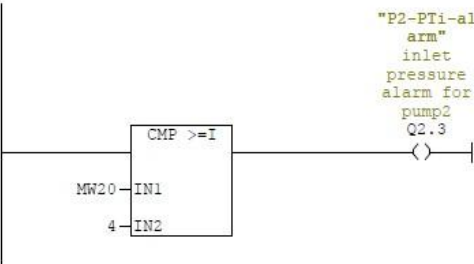 "P2-PTi-al
arm"
inlet
pressure
alarm for
pump2
Q2.3
CMP >=I
MW20 IN1
4 IN2